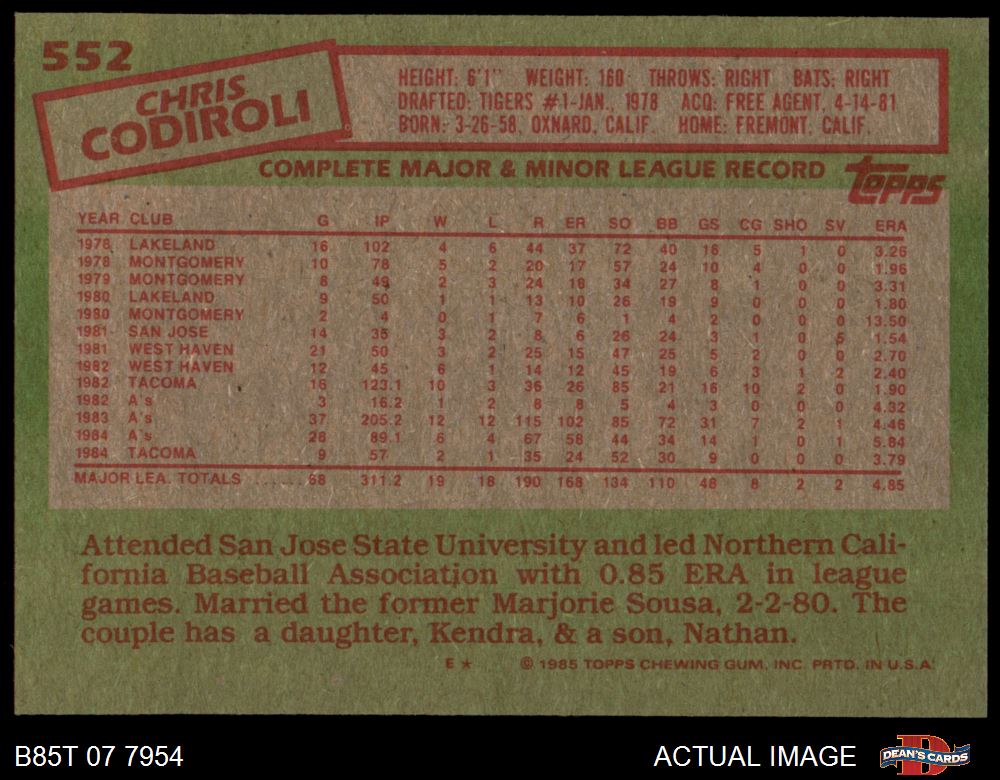 552
CHRIS
CODIROLI
HEIGHT: 6'1" WEIGHT: 160 THROWS: RIGHT BATS: RIGHT
DRAFTED: TIGERS #1-JAN., 1978 ACQ: FREE AGENT, 4-14-81
BORN: 3-26-58, OXNARD, CALIF. HOME: FREMONT, CALIF.
COMPLETE MAJOR & MINOR LEAGUE RECORD
Topps
YEAR CLUB G IP W L R ER SO BB GS CG SHO SV ERA
1978 LAKELAND 16 102 4 6 44 37 72 40 16 5 1 0 3.26
1978 MONTGOMERY 10 78 5 2 20 17 57 24 10 4 0 0 1.96
1979 MONTGOMERY 8 49 2 3 24 18 34 27 8 1 0 0 3.31
1980 LAKELAND 9 50 1 1 13 10 26 19 9 0 0 0 1.80
1980 MONTGOMERY 2 4 0 1 7 6 1 4 2 0 0 0 13.50
1981 SAN JOSE 14 35 3 2 8 6 26 24 3 1 0 5 1.54
1981 WEST HAVEN 21 50 3 2 25 15 47 25 5 2 0 0 2.70
1982 WEST HAVEN 12 45 6 1 14 12 45 19 6 3 1 2 2.40
1982 TACOMA 16 123.1 10 3 36 26 85 21 16 10 2 0 1.90
1982 A's 3 16.2 1 2 8 8 5 4 3 0 0 0 4.32
1983 A's 37 205.2 12 12 115 102 85 72 31 7 2 1 4.46
1984 A's 28 89.1 6 4 67 58 44 34 14 1 0 1 5.84
1984 TACOMA 9 57 2 1 35 24 52 30 9 0 0 0 3.79
MAJOR LEA. TOTALS ......68 311.2 19 18 190 168 134 110 48 8 2 2 4.85
Attended San Jose State University and led Northern Cali-
fornia Baseball Association with 0.85 ERA in league
games. Married the former Marjorie Sousa, 2-2-80. The
couple has a daughter, Kendra, & a son, Nathan.
E ★ © 1985 TOPPS CHEWING GUM, INC. PRTD. IN U.S.A.
B85T 07 7954
ACTUAL IMAGE
D
DEAN'S CARDS